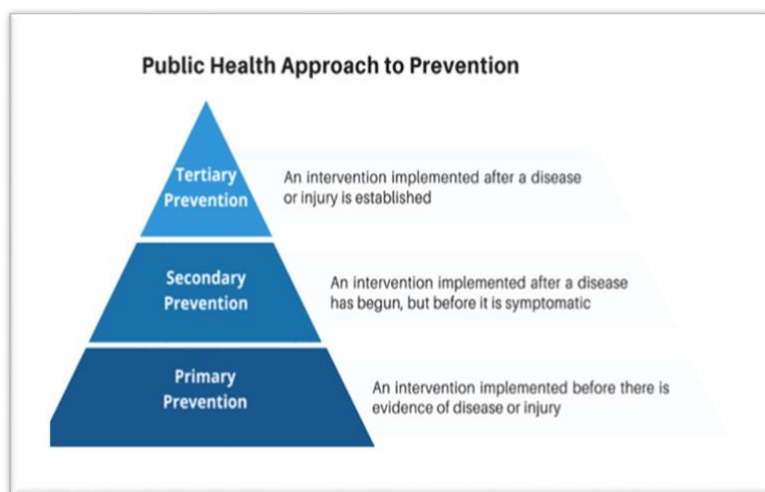 Public Health Approach to Prevention
Tertiary
Prevention
An intervention implemented after a disease
or injury is established
Secondary
Prevention
An intervention implemented after a disease
has begun, but before it is symptomatic
Primary
Prevention
An intervention implemented before there is
evidence of disease or injury